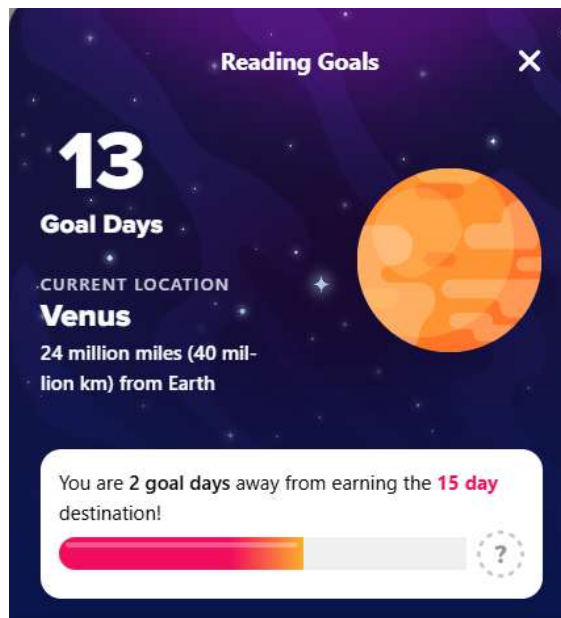 Reading Goals
13
Goal Days
CURRENT LOCATION
Venus
24 million miles (40 mil-
lion km) from Earth
You are 2 goal days away from earning the 15 day
destination!
?